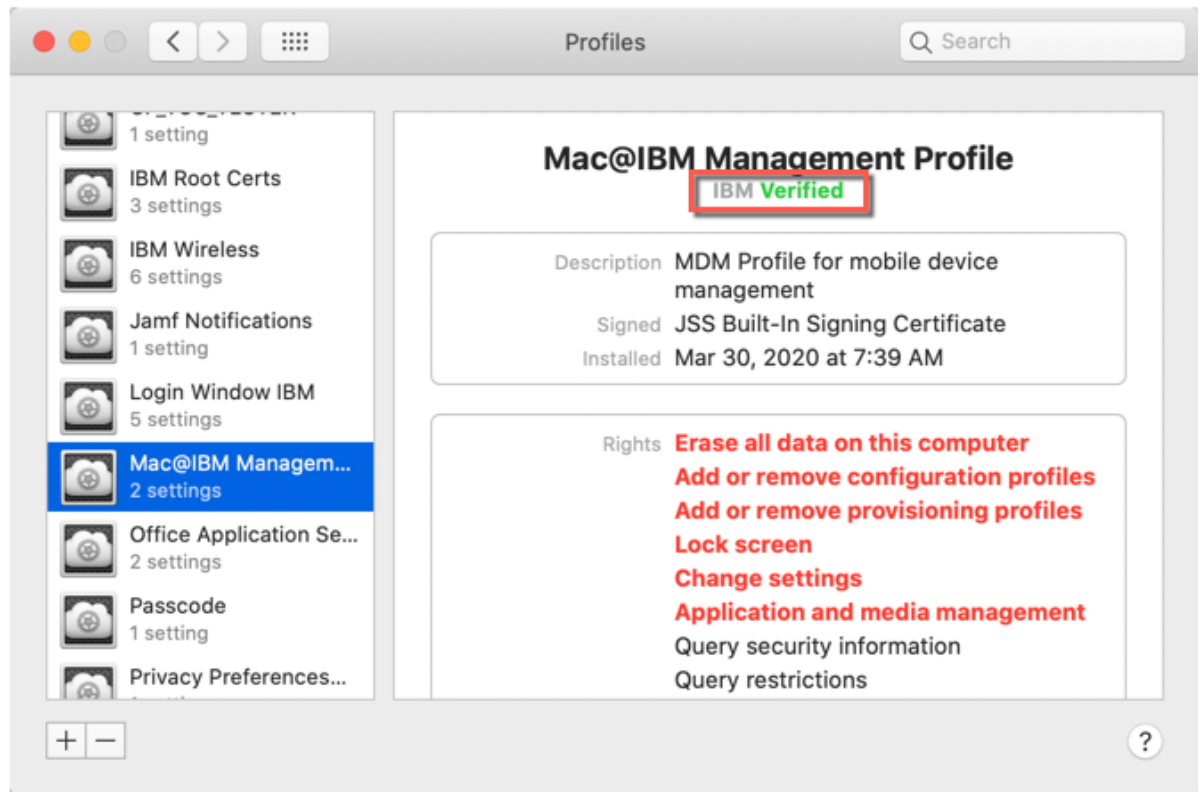 Profiles
Search
1 setting
IBM Root Certs
3 settings
IBM Wireless
6 settings
Jamf Notifications
1 setting
Login Window IBM
5 settings
Mac@IBM Managem...
2 settings
Office Application Se...
2 settings
Passcode
1 setting
Privacy Preferences...
Mac@IBM Management Profile
IBM Verified
Description MDM Profile for mobile device
management
Signed JSS Built-In Signing Certificate
Installed Mar 30, 2020 at 7:39 AM
Rights Erase all data on this computer
Add or remove configuration profiles
Add or remove provisioning profiles
Lock screen
Change settings
Application and media management
Query security information
Query restrictions
+ −
?